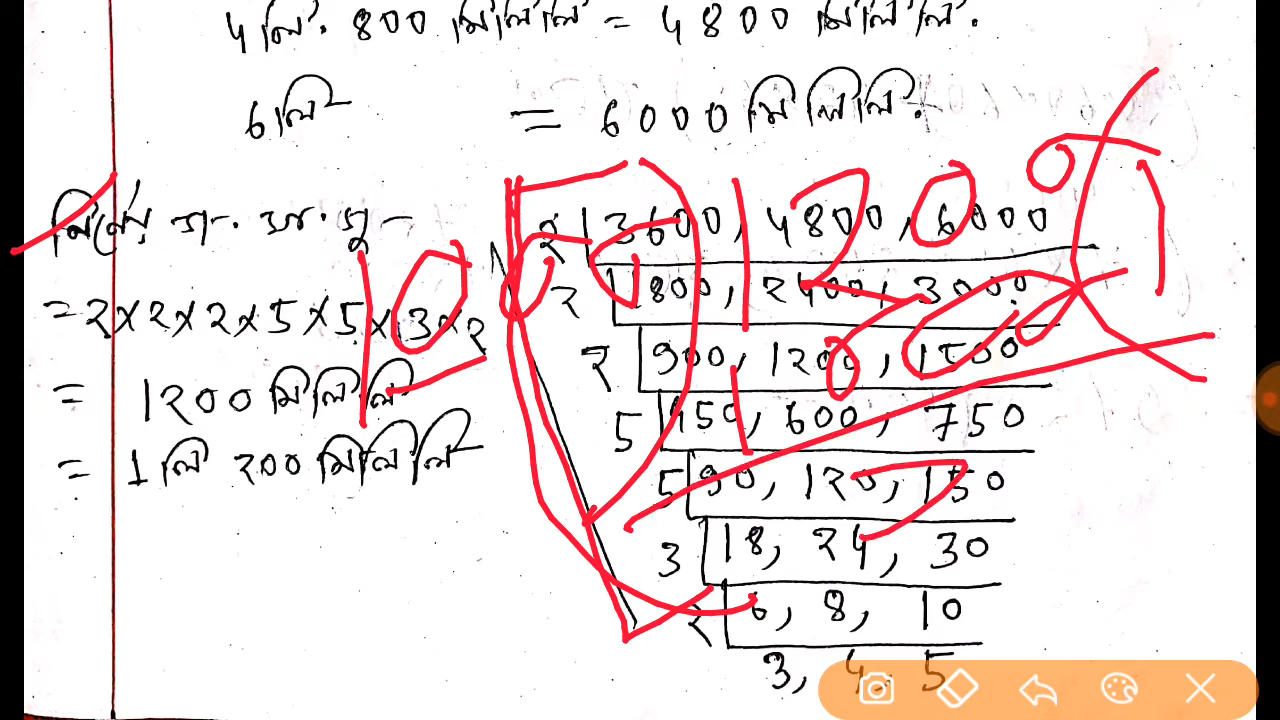 4 লি. 800 মিলিলি = 4800 মিলিলি.
6 লি = 6000 মিলিলি.
নির্ণেয় গ. সা. গু -
= 2×2×2×5×5×3×2
= 1200 মিলিলি
= 1 লি 200 মিলিলি
2 | 3600, 4800, 6000
2 | 1800, 2400, 3000
2 | 900, 1200, 1500
5 | 450, 600, 750
5 | 90, 120, 150
3 | 18, 24, 30
2 | 6, 8, 10
3, 4, 5